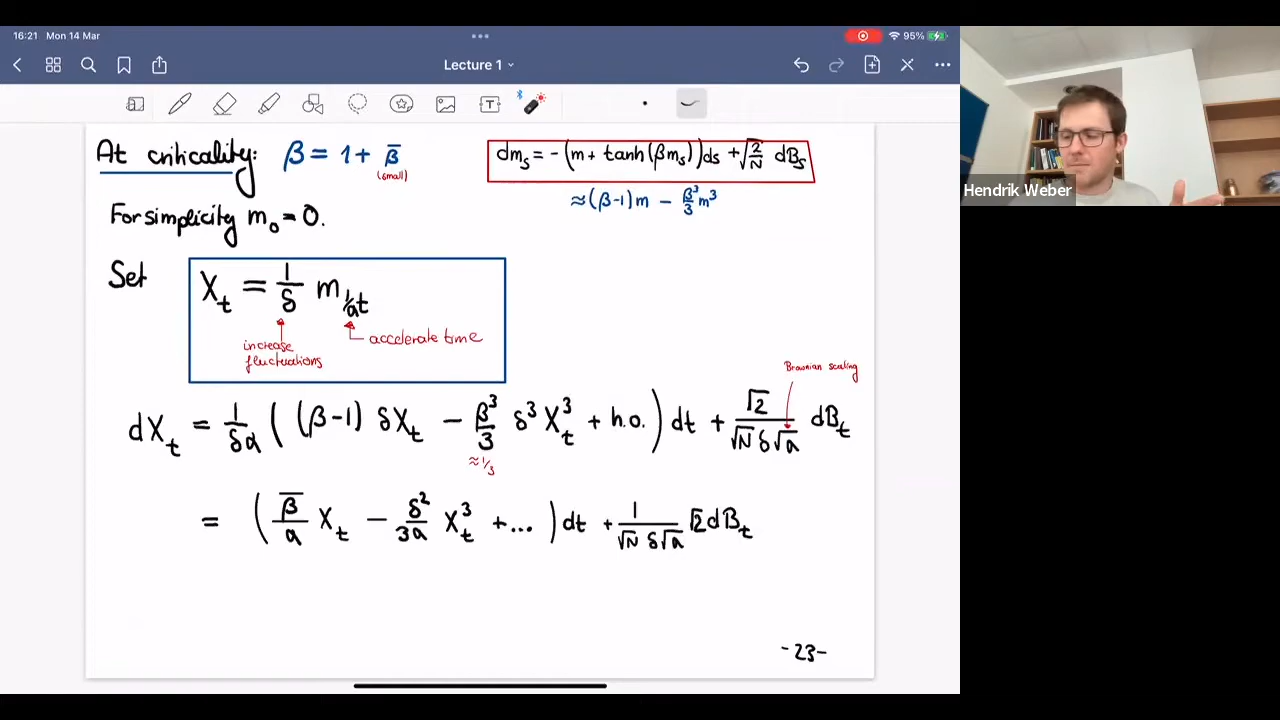 16:21 Mon 14 Mar
95%
Lecture 1
At criticality: β = 1 + β̄
(small)
dm_s = -(m + tanh(βm_s))ds + √(2/N) dB_s
≈ (β-1)m - β³/3 m³
For simplicity m₀ = 0.
Set X_t = 1/δ m_{1/a t}
increase fluctuations
accelerate time
Brownian scaling
dX_t = 1/(δa) ( (β-1) δX_t - β³/3 δ³ X_t³ + h.o. ) dt + √2/(√N δ√a) dB_t
≈ 1/3
= ( β̄/a X_t - δ²/(3a) X_t³ + ... ) dt + 1/(√N δ√a) √2 dB_t
-23-
Hendrik Weber